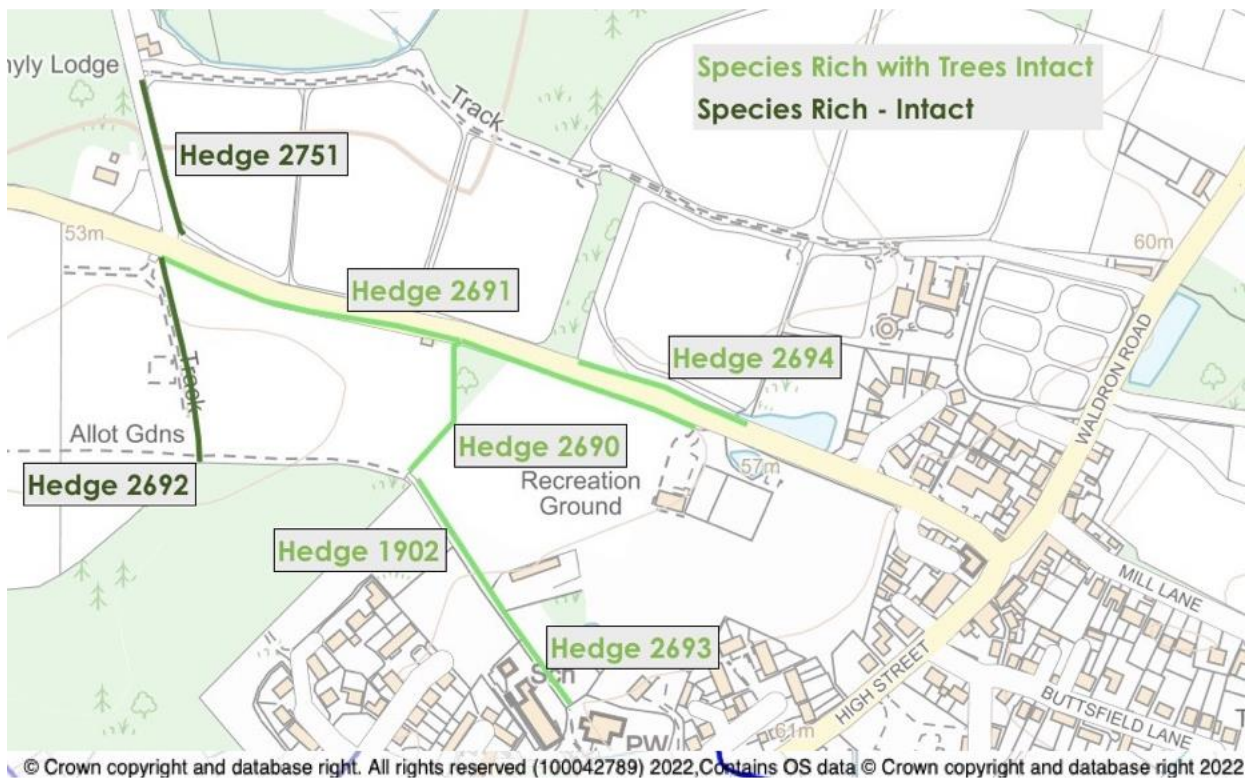 nyly Lodge
Species Rich with Trees Intact
Species Rich - Intact
Track
Hedge 2751
53m
60m
Hedge 2691
WALDRON ROAD
Hedge 2694
Track
Allot Gdns
Hedge 2690
57m
Hedge 2692
Recreation
Ground
Hedge 1902
MILL LANE
Hedge 2693
Sch
HIGH STREET
BUTTSFIELD LANE
PW
61m
T
© Crown copyright and database right. All rights reserved (100042789) 2022,Contains OS data © Crown copyright and database right 2022